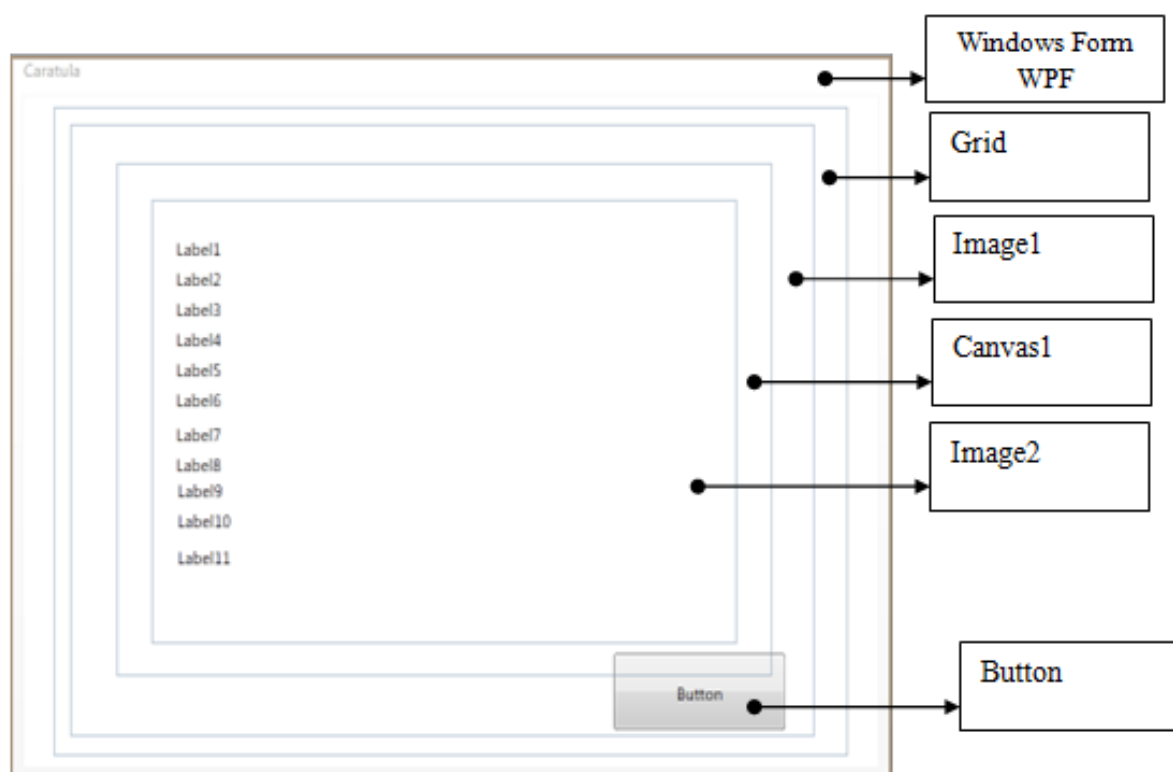 Windows Form
WPF
Caratula
Grid
Image1
Label1
Label2
Label3
Label4
Label5
Label6
Label7
Label8
Label9
Label10
Label11
Canvas1
Image2
Button
Button